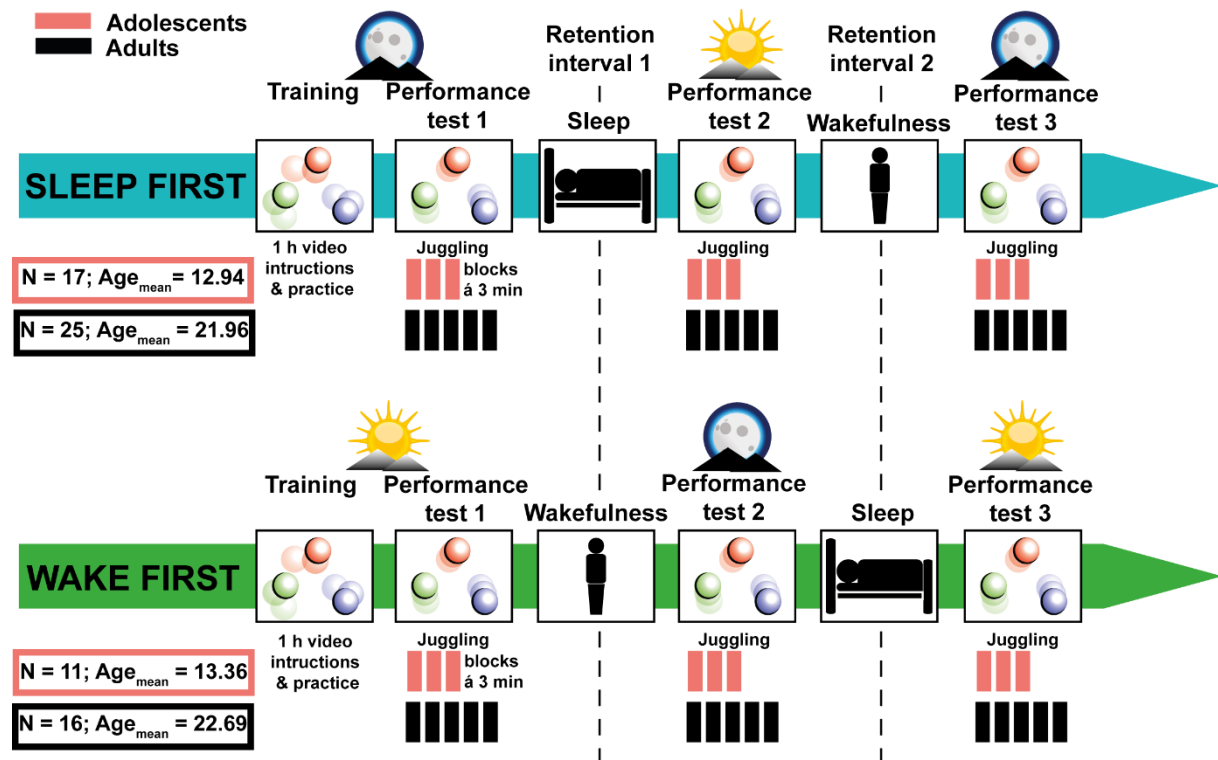 Adolescents
Adults
Retention
interval 1
Retention
interval 2
Training
Performance
test 1
Sleep
Performance
test 2
Wakefulness
Performance
test 3
SLEEP FIRST
1 h video
intructions
& practice
Juggling
blocks
á 3 min
Juggling
Juggling
N = 17; Agemean = 12.94
N = 25; Agemean = 21.96
Training
Performance
test 1
Wakefulness
Performance
test 2
Sleep
Performance
test 3
WAKE FIRST
1 h video
intructions
& practice
Juggling
blocks
á 3 min
Juggling
Juggling
N = 11; Agemean = 13.36
N = 16; Agemean = 22.69